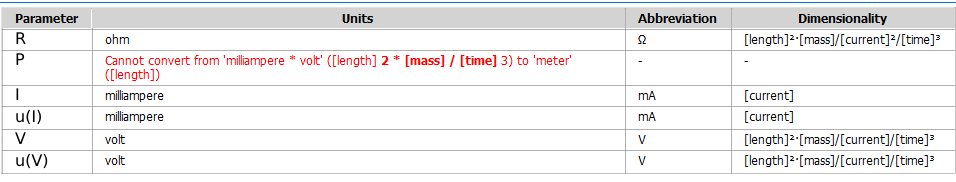 Parameter Units Abbreviation Dimensionality
R ohm Ω [length]²·[mass]/[current]²/[time]³
P Cannot convert from 'milliampere * volt' ([length] 2 * [mass] / [time] 3) to 'meter' - -
([length])
I milliampere mA [current]
u(I) milliampere mA [current]
V volt V [length]²·[mass]/[current]/[time]³
u(V) volt V [length]²·[mass]/[current]/[time]³